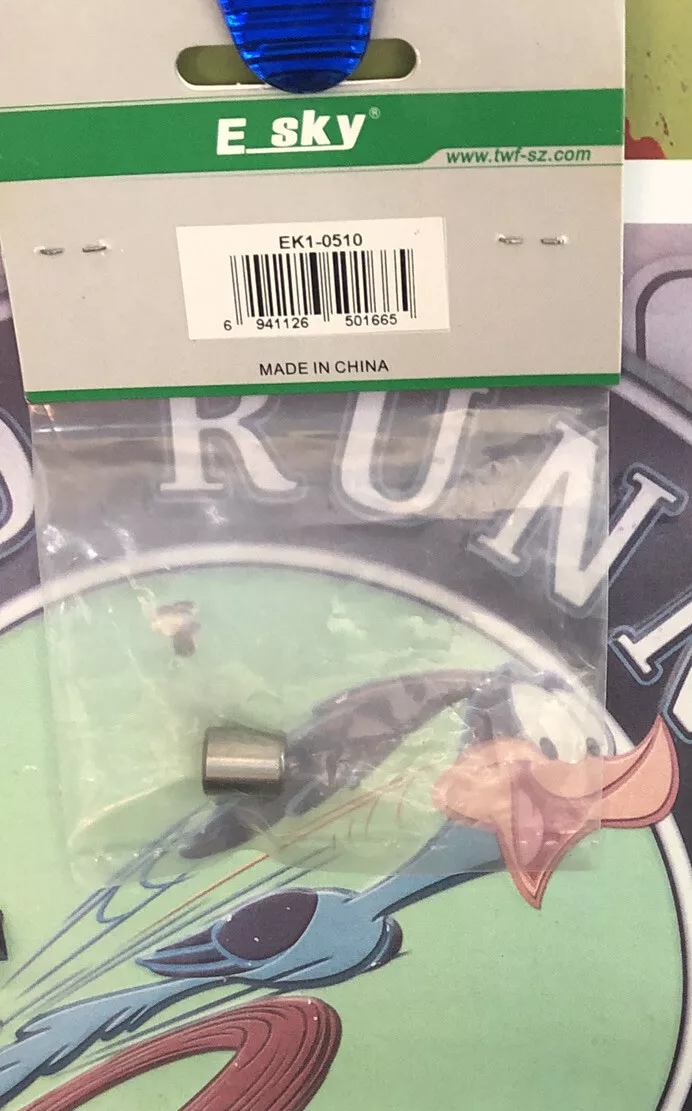 E_sky®
www.twf-sz.com
EK1-0510
6 941126 501665
MADE IN CHINA
RUN